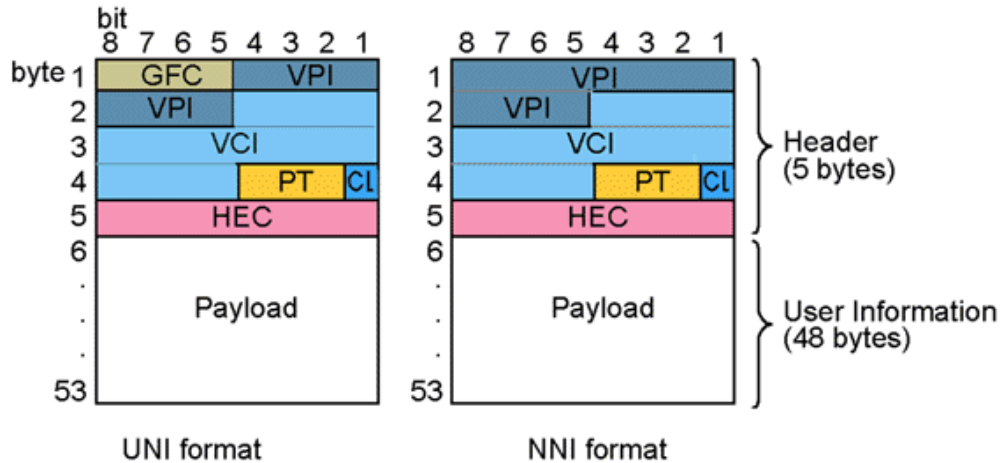 bit
8 7 6 5 4 3 2 1
8 7 6 5 4 3 2 1
byte 1 GFC VPI
1 VPI
2 VPI
2 VPI
3 VCI
3 VCI
Header
(5 bytes)
4 PT CL
4 PT CL
5 HEC
5 HEC
6
6
.
.
Payload
Payload
User Information
(48 bytes)
.
.
.
.
53
53
UNI format
NNI format